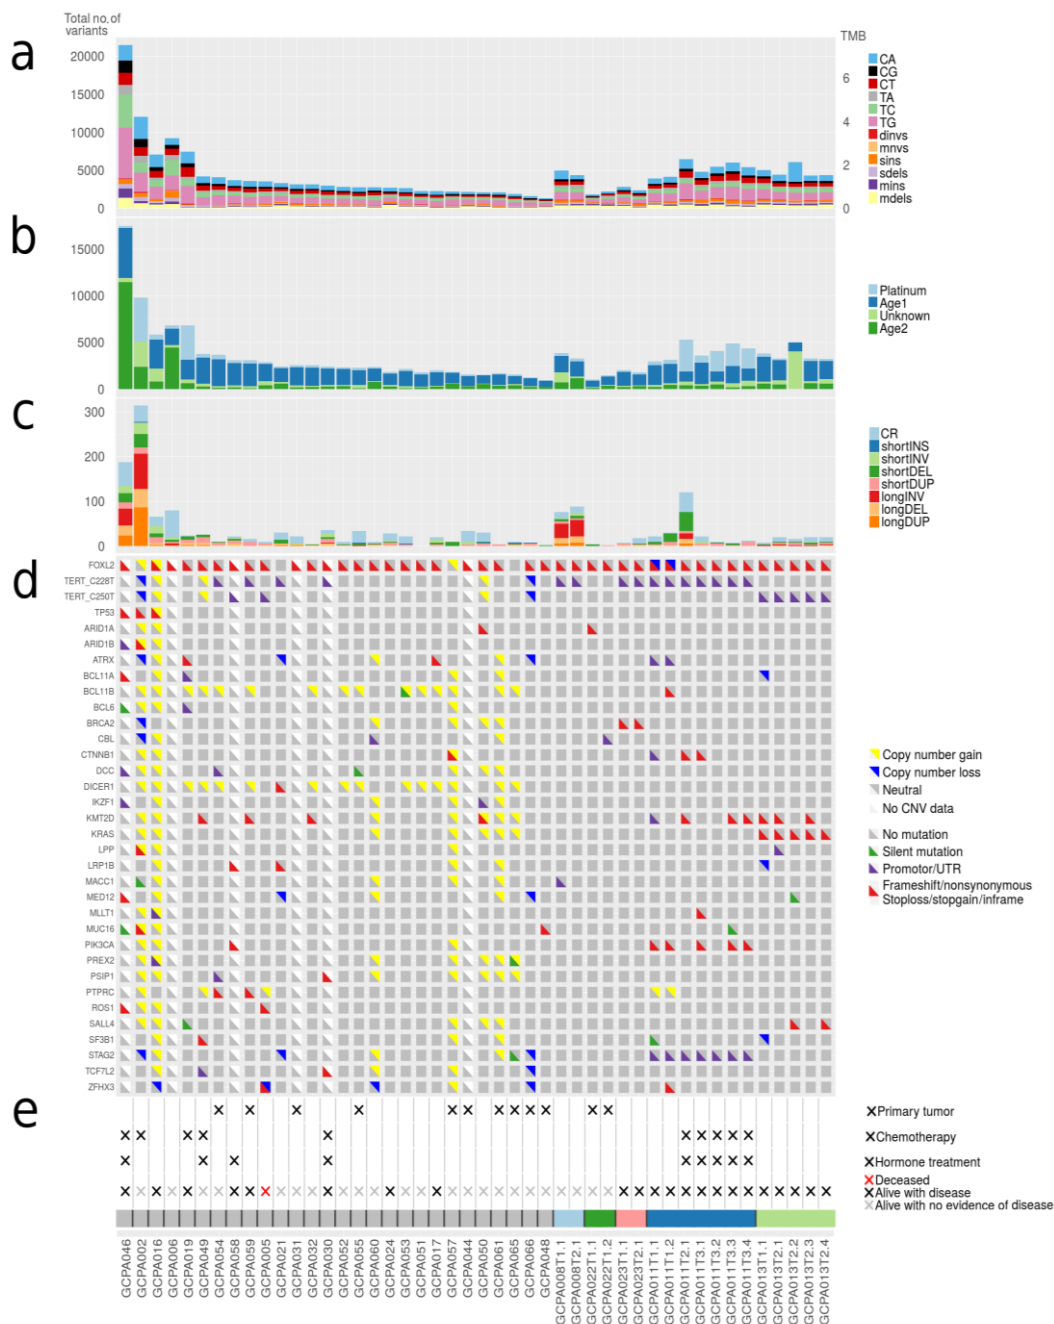 Total no. of
variants
a
TMB
20000
15000
10000
5000
0
6
4
2
0
CA
CG
CT
TA
TC
TG
dinvs
mnvs
sins
sdels
mins
mdels
b
15000
10000
5000
0
Platinum
Age1
Unknown
Age2
c
300
200
100
0
CR
shortINS
shortINV
shortDEL
shortDUP
longINV
longDEL
longDUP
d
FOXL2
TERT_C228T
TERT_C250T
TP53
ARID1A
ARID1B
ATRX
BCL11A
BCL11B
BCL6
BRCA2
CBL
CTNNB1
DCC
DICER1
IKZF1
KMT2D
KRAS
LPP
LRP1B
MACC1
MED12
MLLT1
MUC16
PIK3CA
PREX2
PSIP1
PTPRC
ROS1
SALL4
SF3B1
STAG2
TCF7L2
ZFHX3
Copy number gain
Copy number loss
Neutral
No CNV data
No mutation
Silent mutation
Promotor/UTR
Frameshift/nonsynonymous
Stoploss/stopgain/inframe
e
Primary tumor
Chemotherapy
Hormone treatment
Deceased
Alive with disease
Alive with no evidence of disease
GCPA046
GCPA002
GCPA016
GCPA006
GCPA019
GCPA049
GCPA054
GCPA058
GCPA059
GCPA005
GCPA021
GCPA031
GCPA032
GCPA030
GCPA052
GCPA055
GCPA060
GCPA024
GCPA053
GCPA051
GCPA017
GCPA057
GCPA044
GCPA050
GCPA061
GCPA065
GCPA066
GCPA048
GCPA008T1.1
GCPA008T2.1
GCPA022T1.1
GCPA022T1.2
GCPA023T1.1
GCPA023T2.1
GCPA011T1.1
GCPA011T1.2
GCPA011T2.1
GCPA011T3.1
GCPA011T3.2
GCPA011T3.3
GCPA011T3.4
GCPA013T1.1
GCPA013T2.1
GCPA013T2.2
GCPA013T2.3
GCPA013T2.4